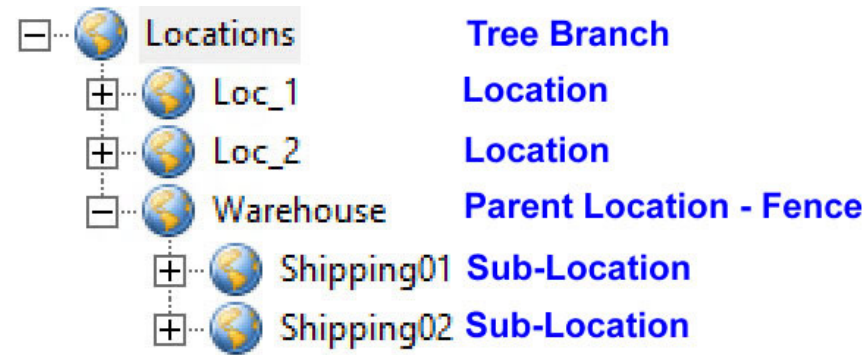 Locations Tree Branch
Loc_1 Location
Loc_2 Location
Warehouse Parent Location - Fence
Shipping01 Sub-Location
Shipping02 Sub-Location